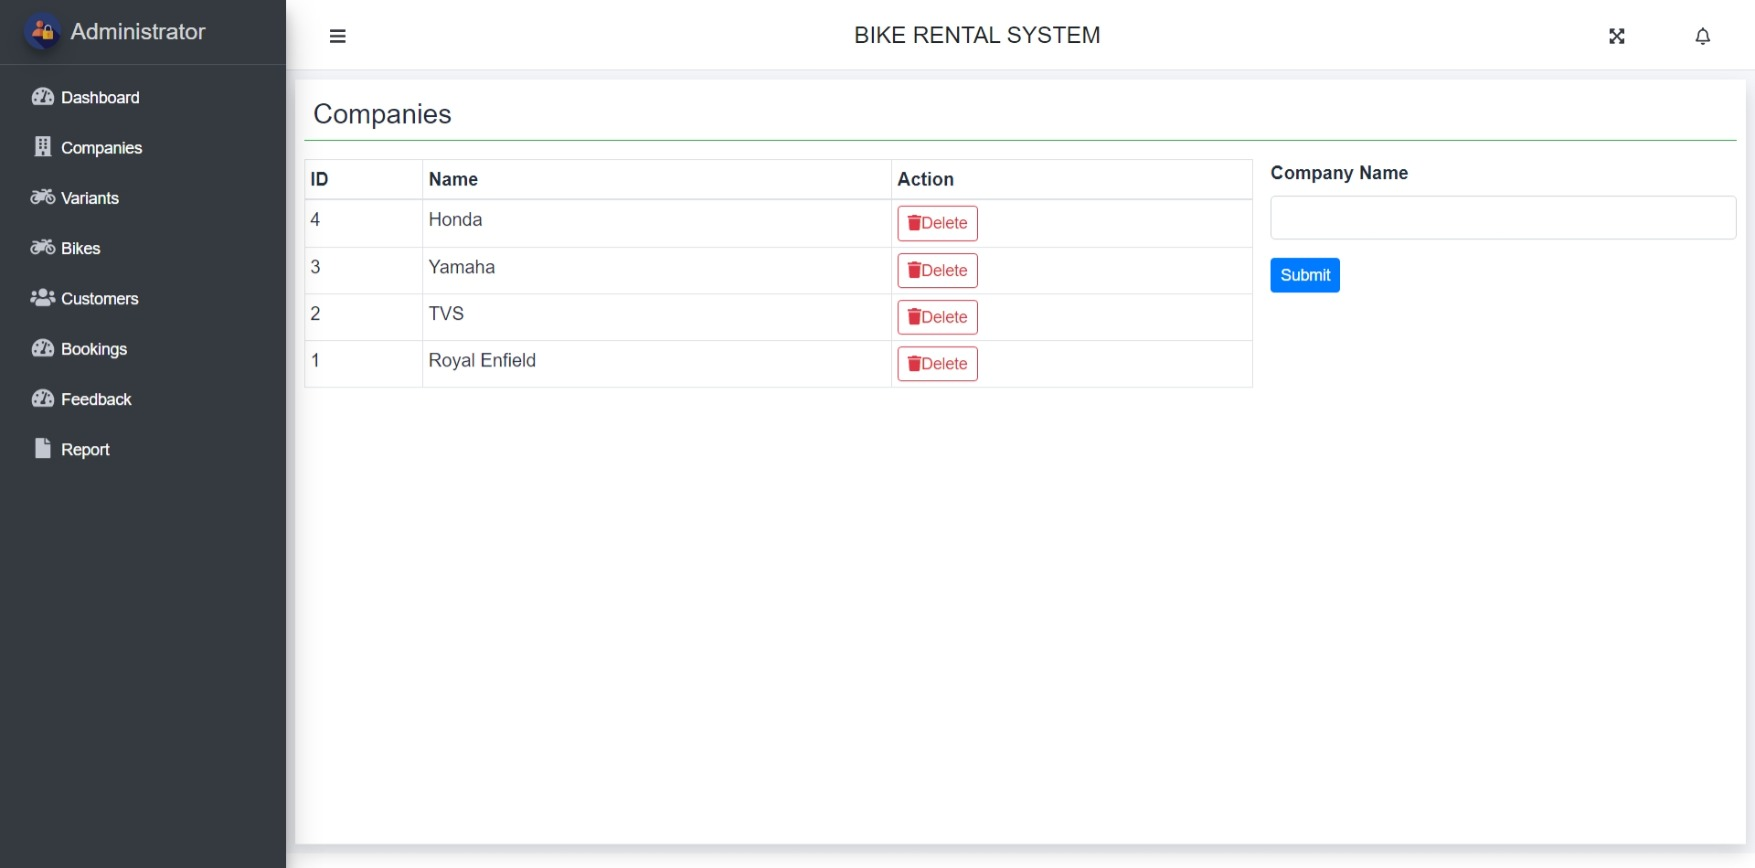 Administrator
BIKE RENTAL SYSTEM
Dashboard
Companies
Variants
Bikes
Customers
Bookings
Feedback
Report
Companies
ID Name Action
4 Honda Delete
3 Yamaha Delete
2 TVS Delete
1 Royal Enfield Delete
Company Name
Submit